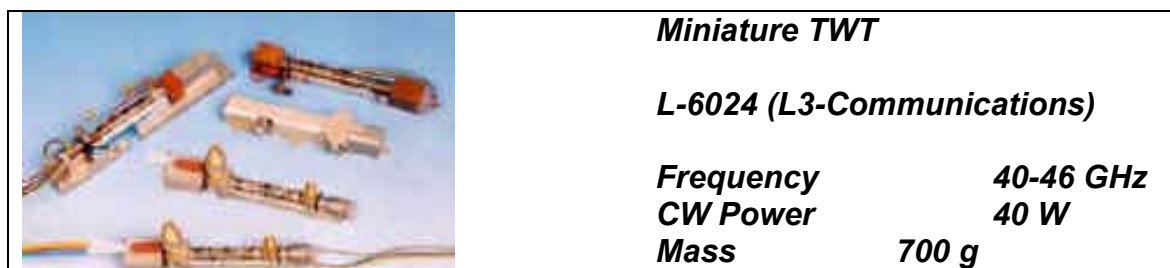 Miniature TWT
L-6024 (L3-Communications)
Frequency 40-46 GHz
CW Power 40 W
Mass 700 g